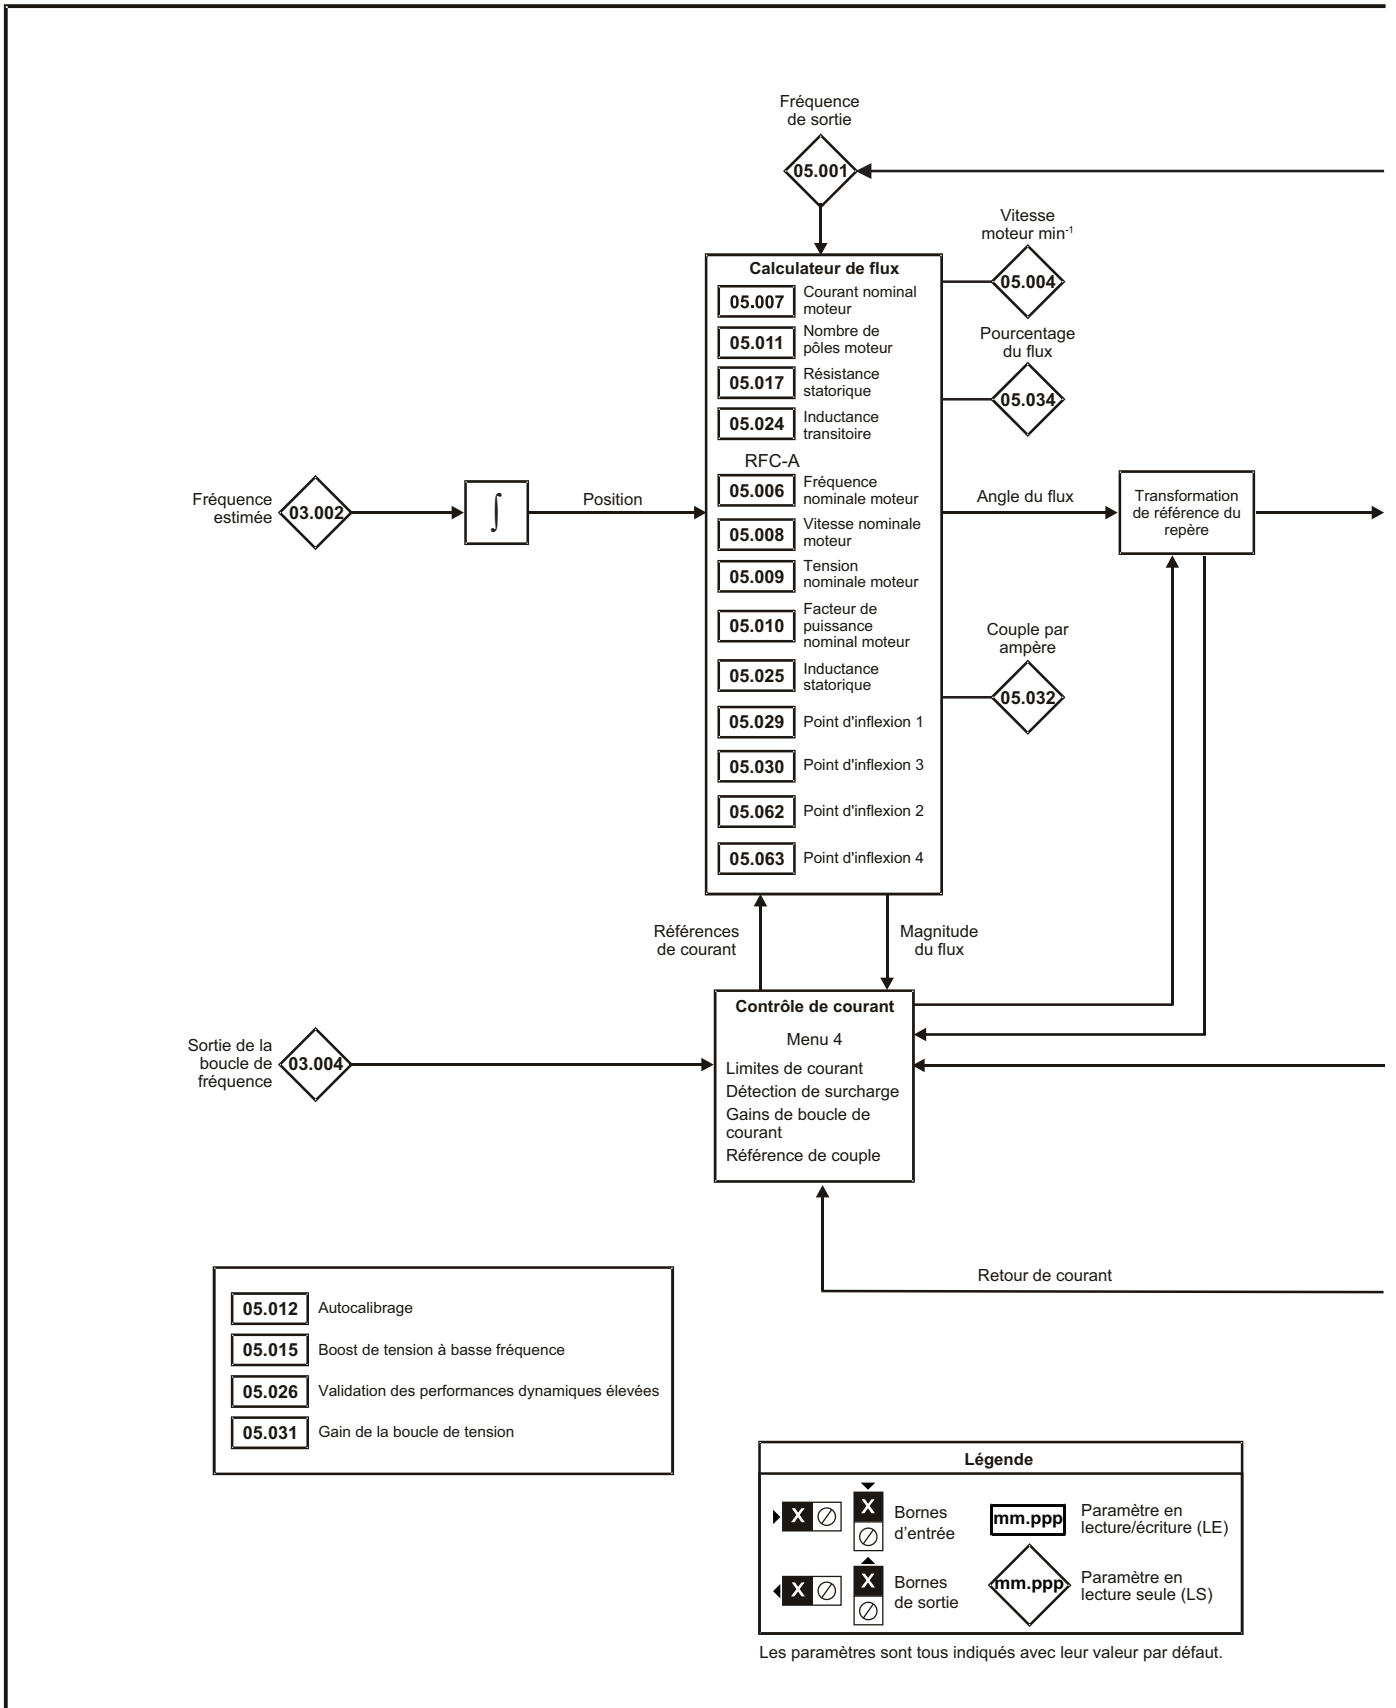 Fréquence
de sortie
05.001
Vitesse
moteur min-1
05.004
Calculateur de flux
05.007
Courant nominal
moteur
05.011
Nombre de
pôles moteur
Pourcentage
du flux
05.034
05.017
Résistance
statorique
05.024
Inductance
transitoire
RFC-A
Fréquence
estimée
03.002
∫
Position
05.006
Fréquence
nominale moteur
Angle du flux
Transformation
de référence du
repère
05.008
Vitesse nominale
moteur
05.009
Tension
nominale moteur
05.010
Facteur de
puissance
nominal moteur
Couple par
ampère
05.032
05.025
Inductance
statorique
05.029
Point d'inflexion 1
05.030
Point d'inflexion 3
05.062
Point d'inflexion 2
05.063
Point d'inflexion 4
Références
de courant
Magnitude
du flux
Contrôle de courant
Menu 4
Limites de courant
Détection de surcharge
Gains de boucle de
courant
Référence de couple
Sortie de la
boucle de
fréquence
03.004
Retour de courant
05.012
Autocalibrage
05.015
Boost de tension à basse fréquence
05.026
Validation des performances dynamiques élevées
05.031
Gain de la boucle de tension
Légende
X
X
Bornes
d’entrée
mm.ppp
Paramètre en
lecture/écriture (LE)
X
X
Bornes
de sortie
mm.ppp
Paramètre en
lecture seule (LS)
Les paramètres sont tous indiqués avec leur valeur par défaut.